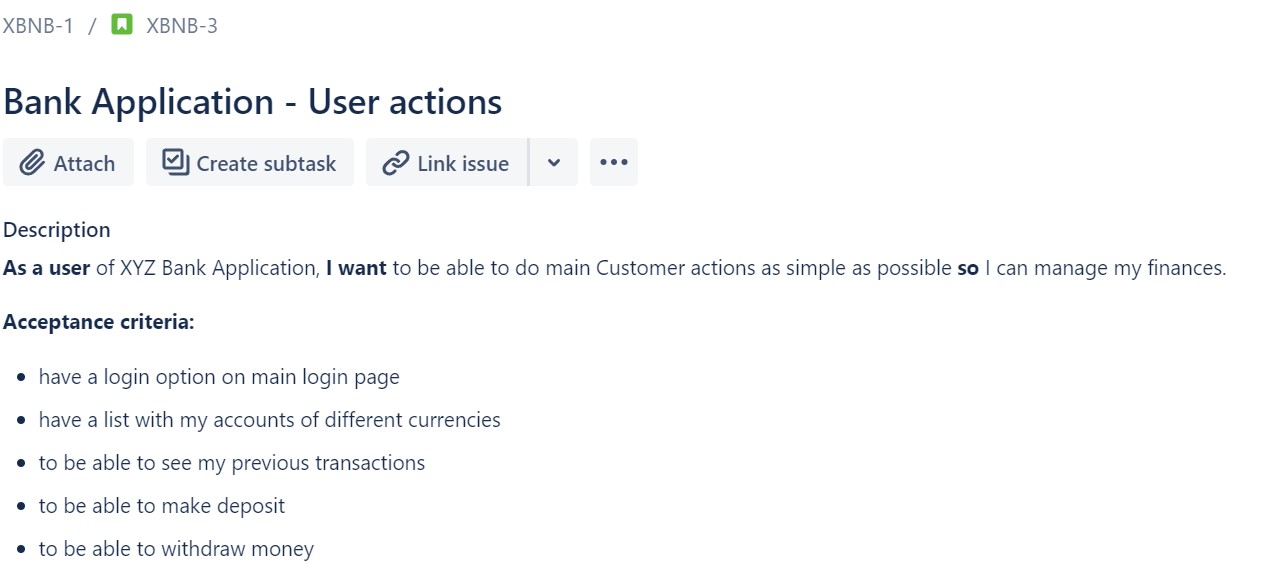 XBNB-1 / XBNB-3
Bank Application - User actions
Attach Create subtask Link issue
Description
As a user of XYZ Bank Application, I want to be able to do main Customer actions as simple as possible so I can manage my finances.
Acceptance criteria:
• have a login option on main login page
• have a list with my accounts of different currencies
• to be able to see my previous transactions
• to be able to make deposit
• to be able to withdraw money